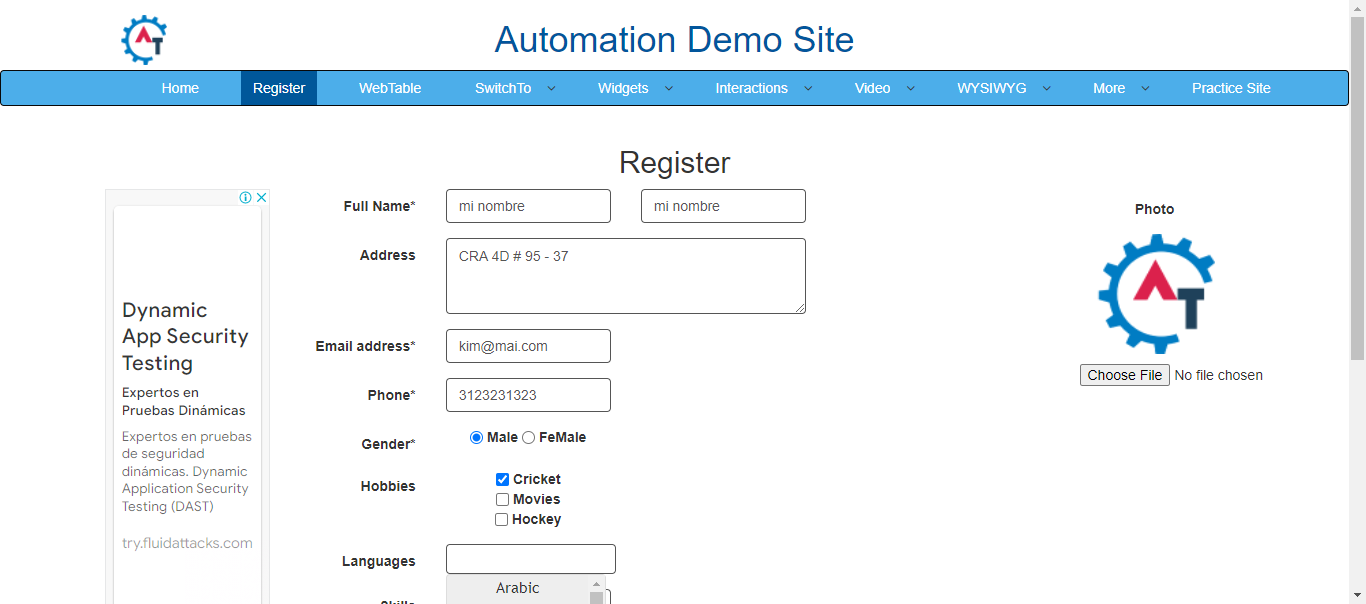 AT
Automation Demo Site
Home Register WebTable SwitchTo Widgets Interactions Video WYSIWYG More Practice Site
Register
Full Name* mi nombre mi nombre
Photo
Address CRA 4D # 95 - 37
AT
Email address* kim@mai.com
Choose File No file chosen
Phone* 3123231323
Gender* Male FeMale
Hobbies Cricket
Movies
Hockey
Languages
Arabic
Skills
Dynamic
App Security
Testing
Expertos en
Pruebas Dinámicas
Expertos en pruebas
de seguridad
dinámicas. Dynamic
Application Security
Testing (DAST)
try.fluidattacks.com